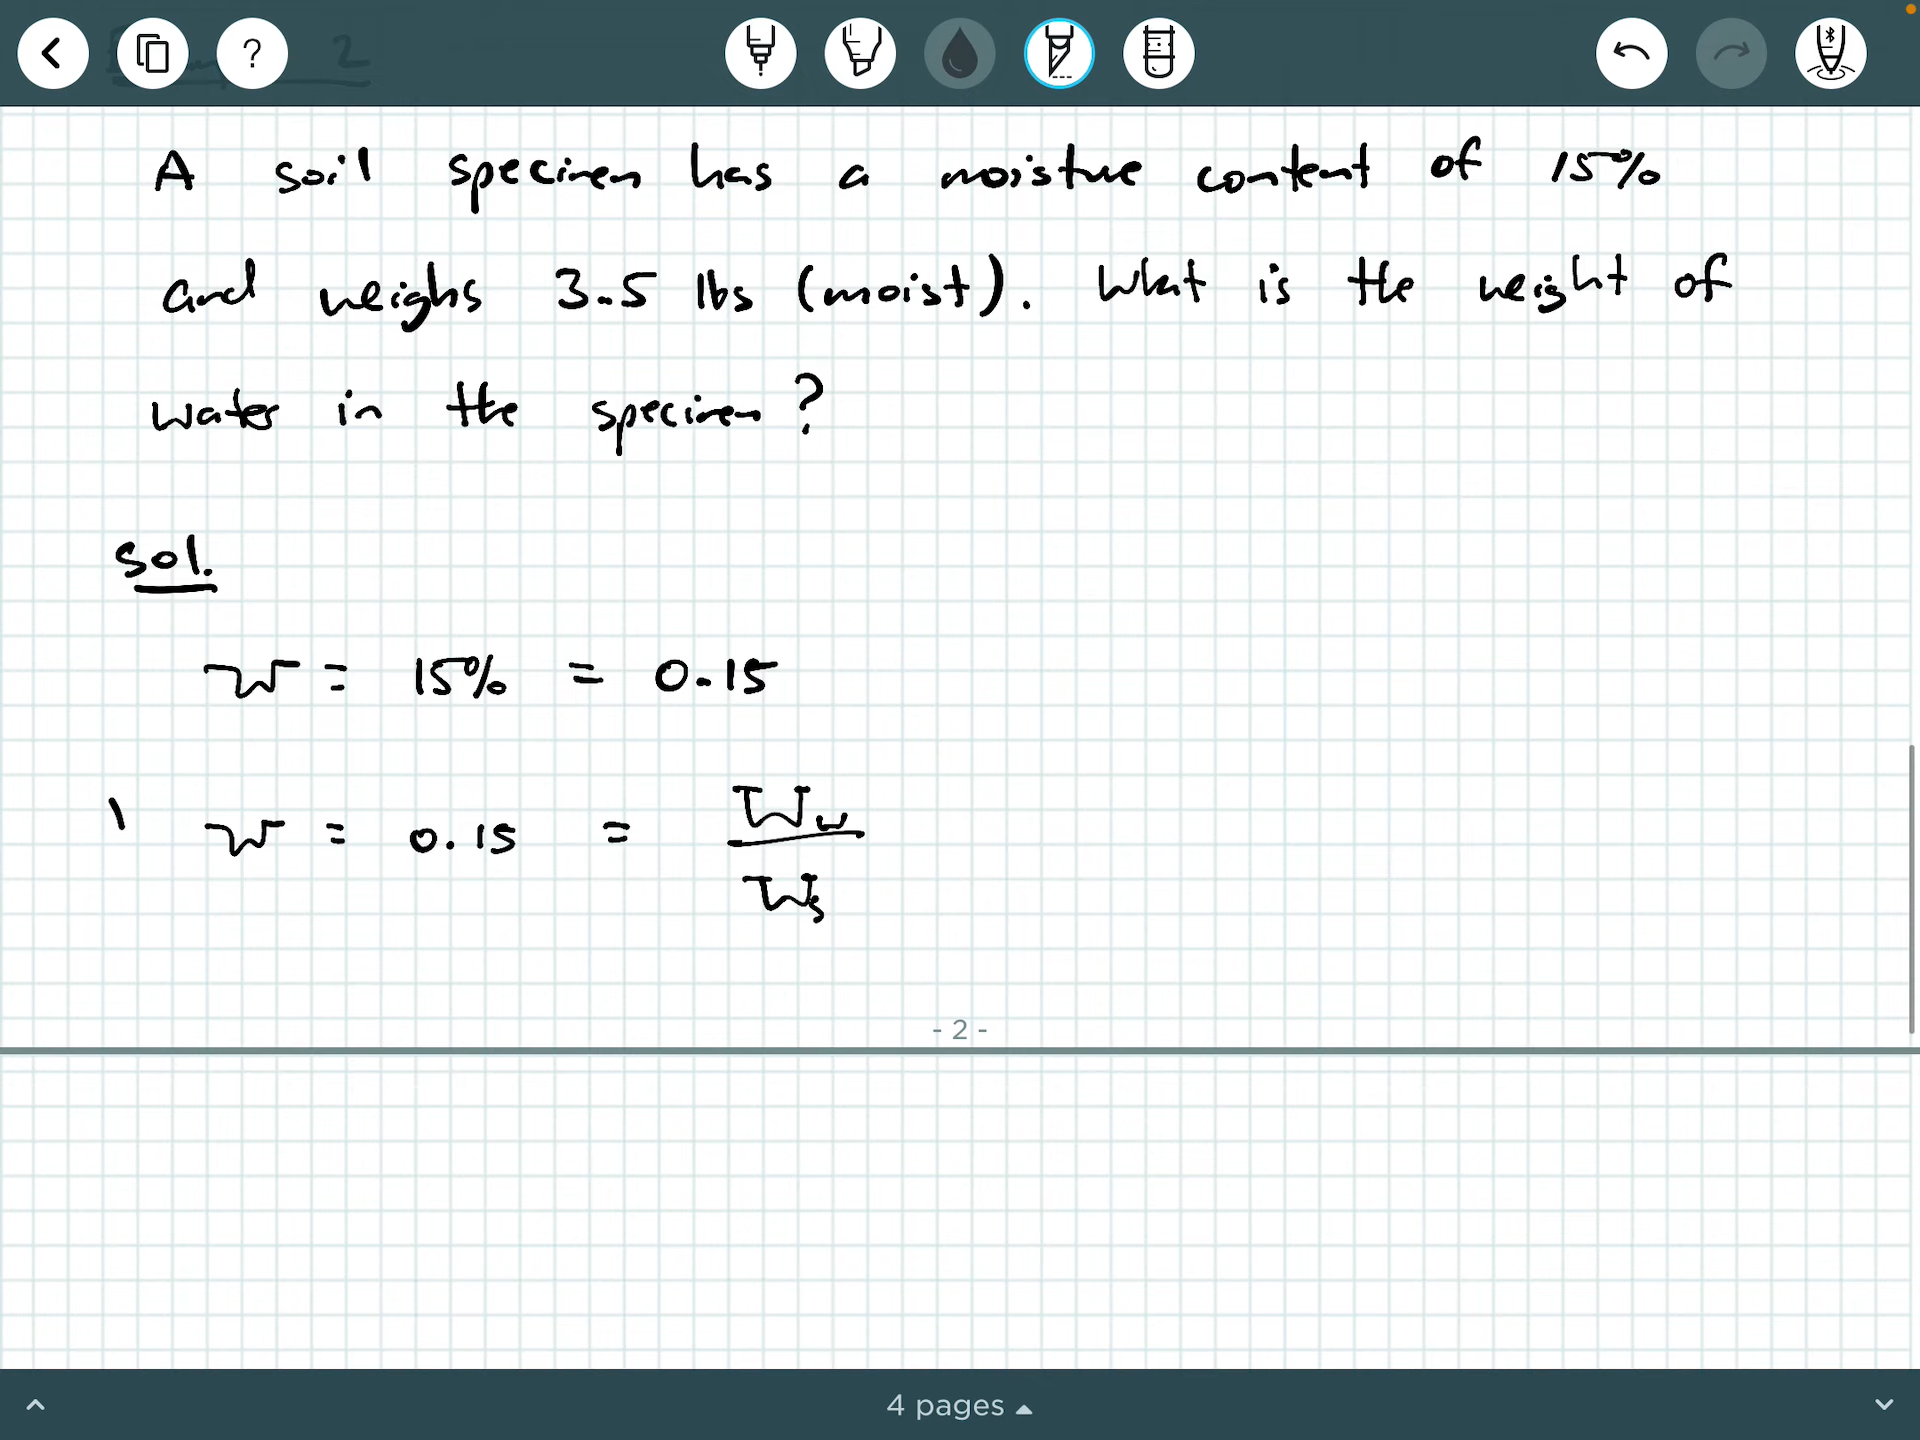 2
A soil specimen has a moisture content of 15%
and weighs 3.5 lbs (moist). What is the weight of
water in the specimen?
sol.
w = 15% = 0.15
w = 0.15 = Ww / Ws
- 2 -
4 pages